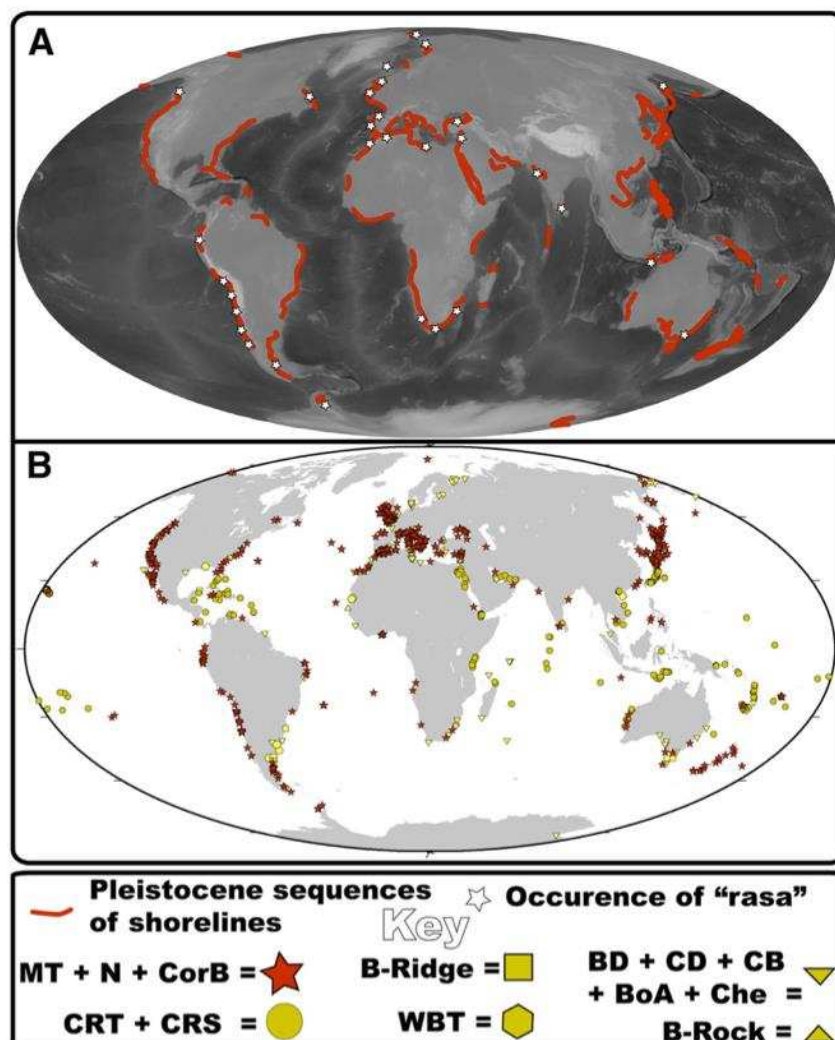 A
B
Pleistocene sequences
of shorelines
Occurence of "rasa"
Key
MT + N + CorB =
B-Ridge =
BD + CD + CB
+ BoA + Che =
CRT + CRS =
WBT =
B-Rock =